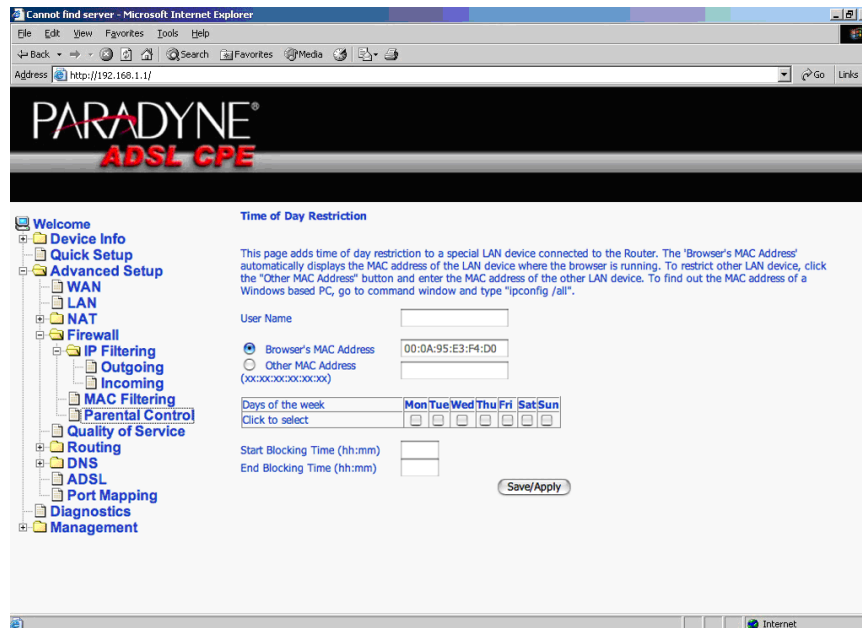 Cannot find server - Microsoft Internet Explorer
File Edit View Favorites Tools Help
Back Search Favorites Media
Address http://192.168.1.1/ Go Links
PARADYNE®
ADSL CPE
Welcome
Device Info
Quick Setup
Advanced Setup
WAN
LAN
NAT
Firewall
IP Filtering
Outgoing
Incoming
MAC Filtering
Parental Control
Quality of Service
Routing
DNS
ADSL
Port Mapping
Diagnostics
Management
Time of Day Restriction
This page adds time of day restriction to a special LAN device connected to the Router. The 'Browser's MAC Address'
automatically displays the MAC address of the LAN device where the browser is running. To restrict other LAN device, click
the "Other MAC Address" button and enter the MAC address of the other LAN device. To find out the MAC address of a
Windows based PC, go to command window and type "ipconfig /all".
User Name
Browser's MAC Address 00:0A:95:E3:F4:D0
Other MAC Address
(xx:xx:xx:xx:xx:xx)
Days of the week Mon Tue Wed Thu Fri Sat Sun
Click to select
Start Blocking Time (hh:mm)
End Blocking Time (hh:mm)
Save/Apply
Internet